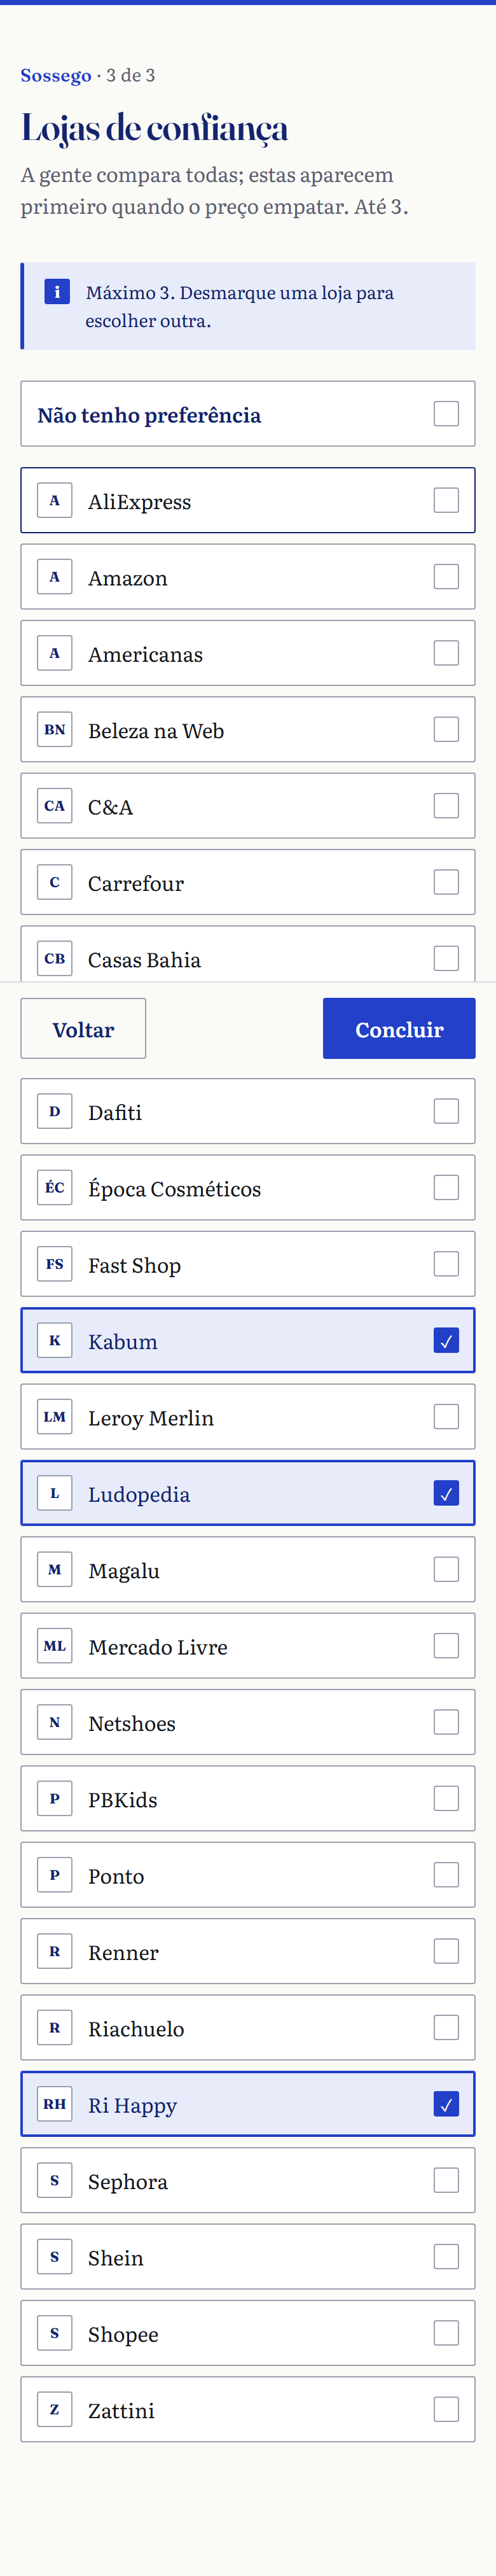 Sossego · 3 de 3
Lojas de confiança
A gente compara todas; estas aparecem
primeiro quando o preço empatar. Até 3.
i
Máximo 3. Desmarque uma loja para
escolher outra.
Não tenho preferência
A AliExpress
A Amazon
A Americanas
BN Beleza na Web
CA C&A
C Carrefour
CB Casas Bahia
Voltar Concluir
D Dafiti
ÉC Época Cosméticos
FS Fast Shop
K Kabum
LM Leroy Merlin
L Ludopedia
M Magalu
ML Mercado Livre
N Netshoes
P PBKids
P Ponto
R Renner
R Riachuelo
RH Ri Happy
S Sephora
S Shein
S Shopee
Z Zattini